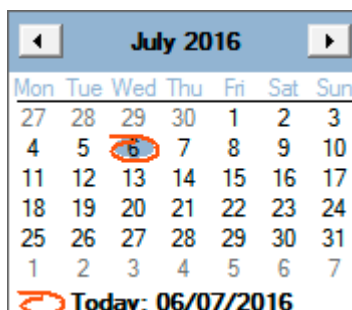 July 2016
Mon Tue Wed Thu Fri Sat Sun
27 28 29 30 1 2 3
4 5 6 7 8 9 10
11 12 13 14 15 16 17
18 19 20 21 22 23 24
25 26 27 28 29 30 31
1 2 3 4 5 6 7
Today: 06/07/2016